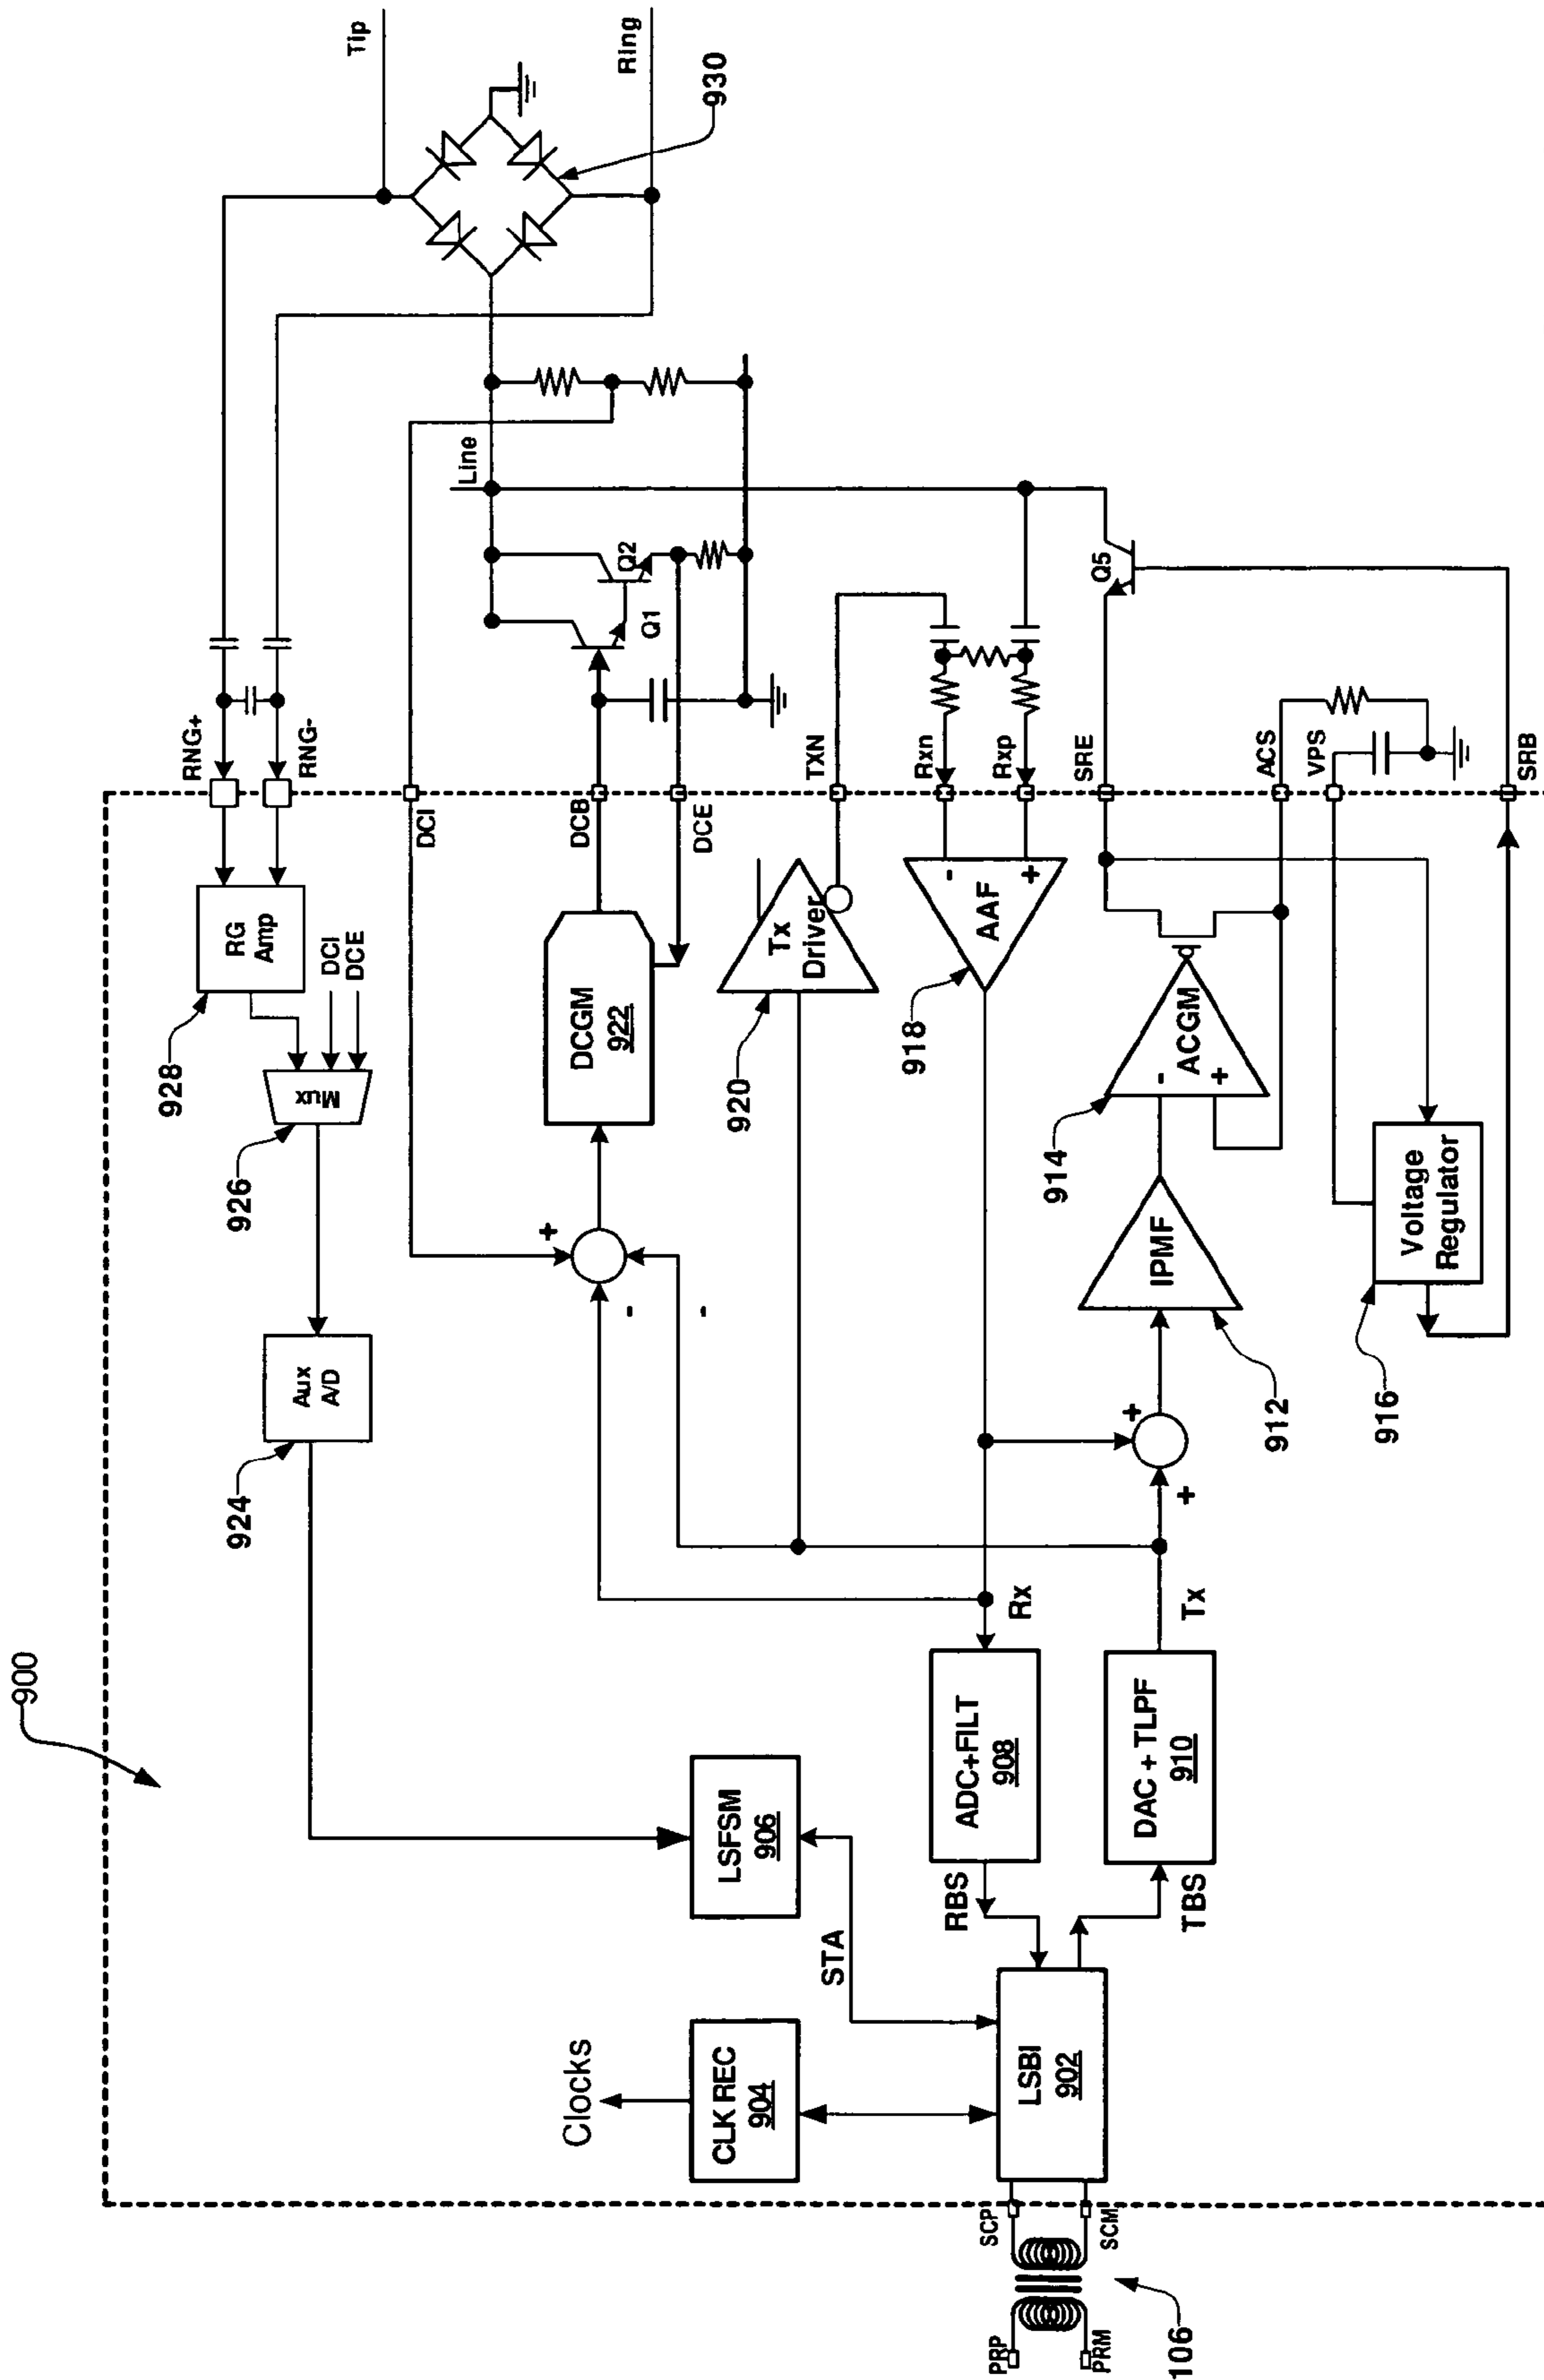 900
Tip
Ring
930
RNG+
RNG-
RG
Amp
928
DCI
DCE
Mux
926
Aux
A/D
924
DCI
Line
Q2
Q1
DCB
DCE
DCGM
922
+
-
-
TXN
Tx
Driver
920
Rxn
Rxp
-
+
AAF
918
Q5
SRE
ACS
VPS
SRB
-
+
ACGM
914
IPMF
912
+
+
Voltage
Regulator
916
Clocks
CLK REC
904
LSFSM
906
STA
Rx
ADC+FILT
908
RBS
Tx
DAC + TLPF
910
TBS
LSBI
902
SCP
SCM
PRP
PRM
106